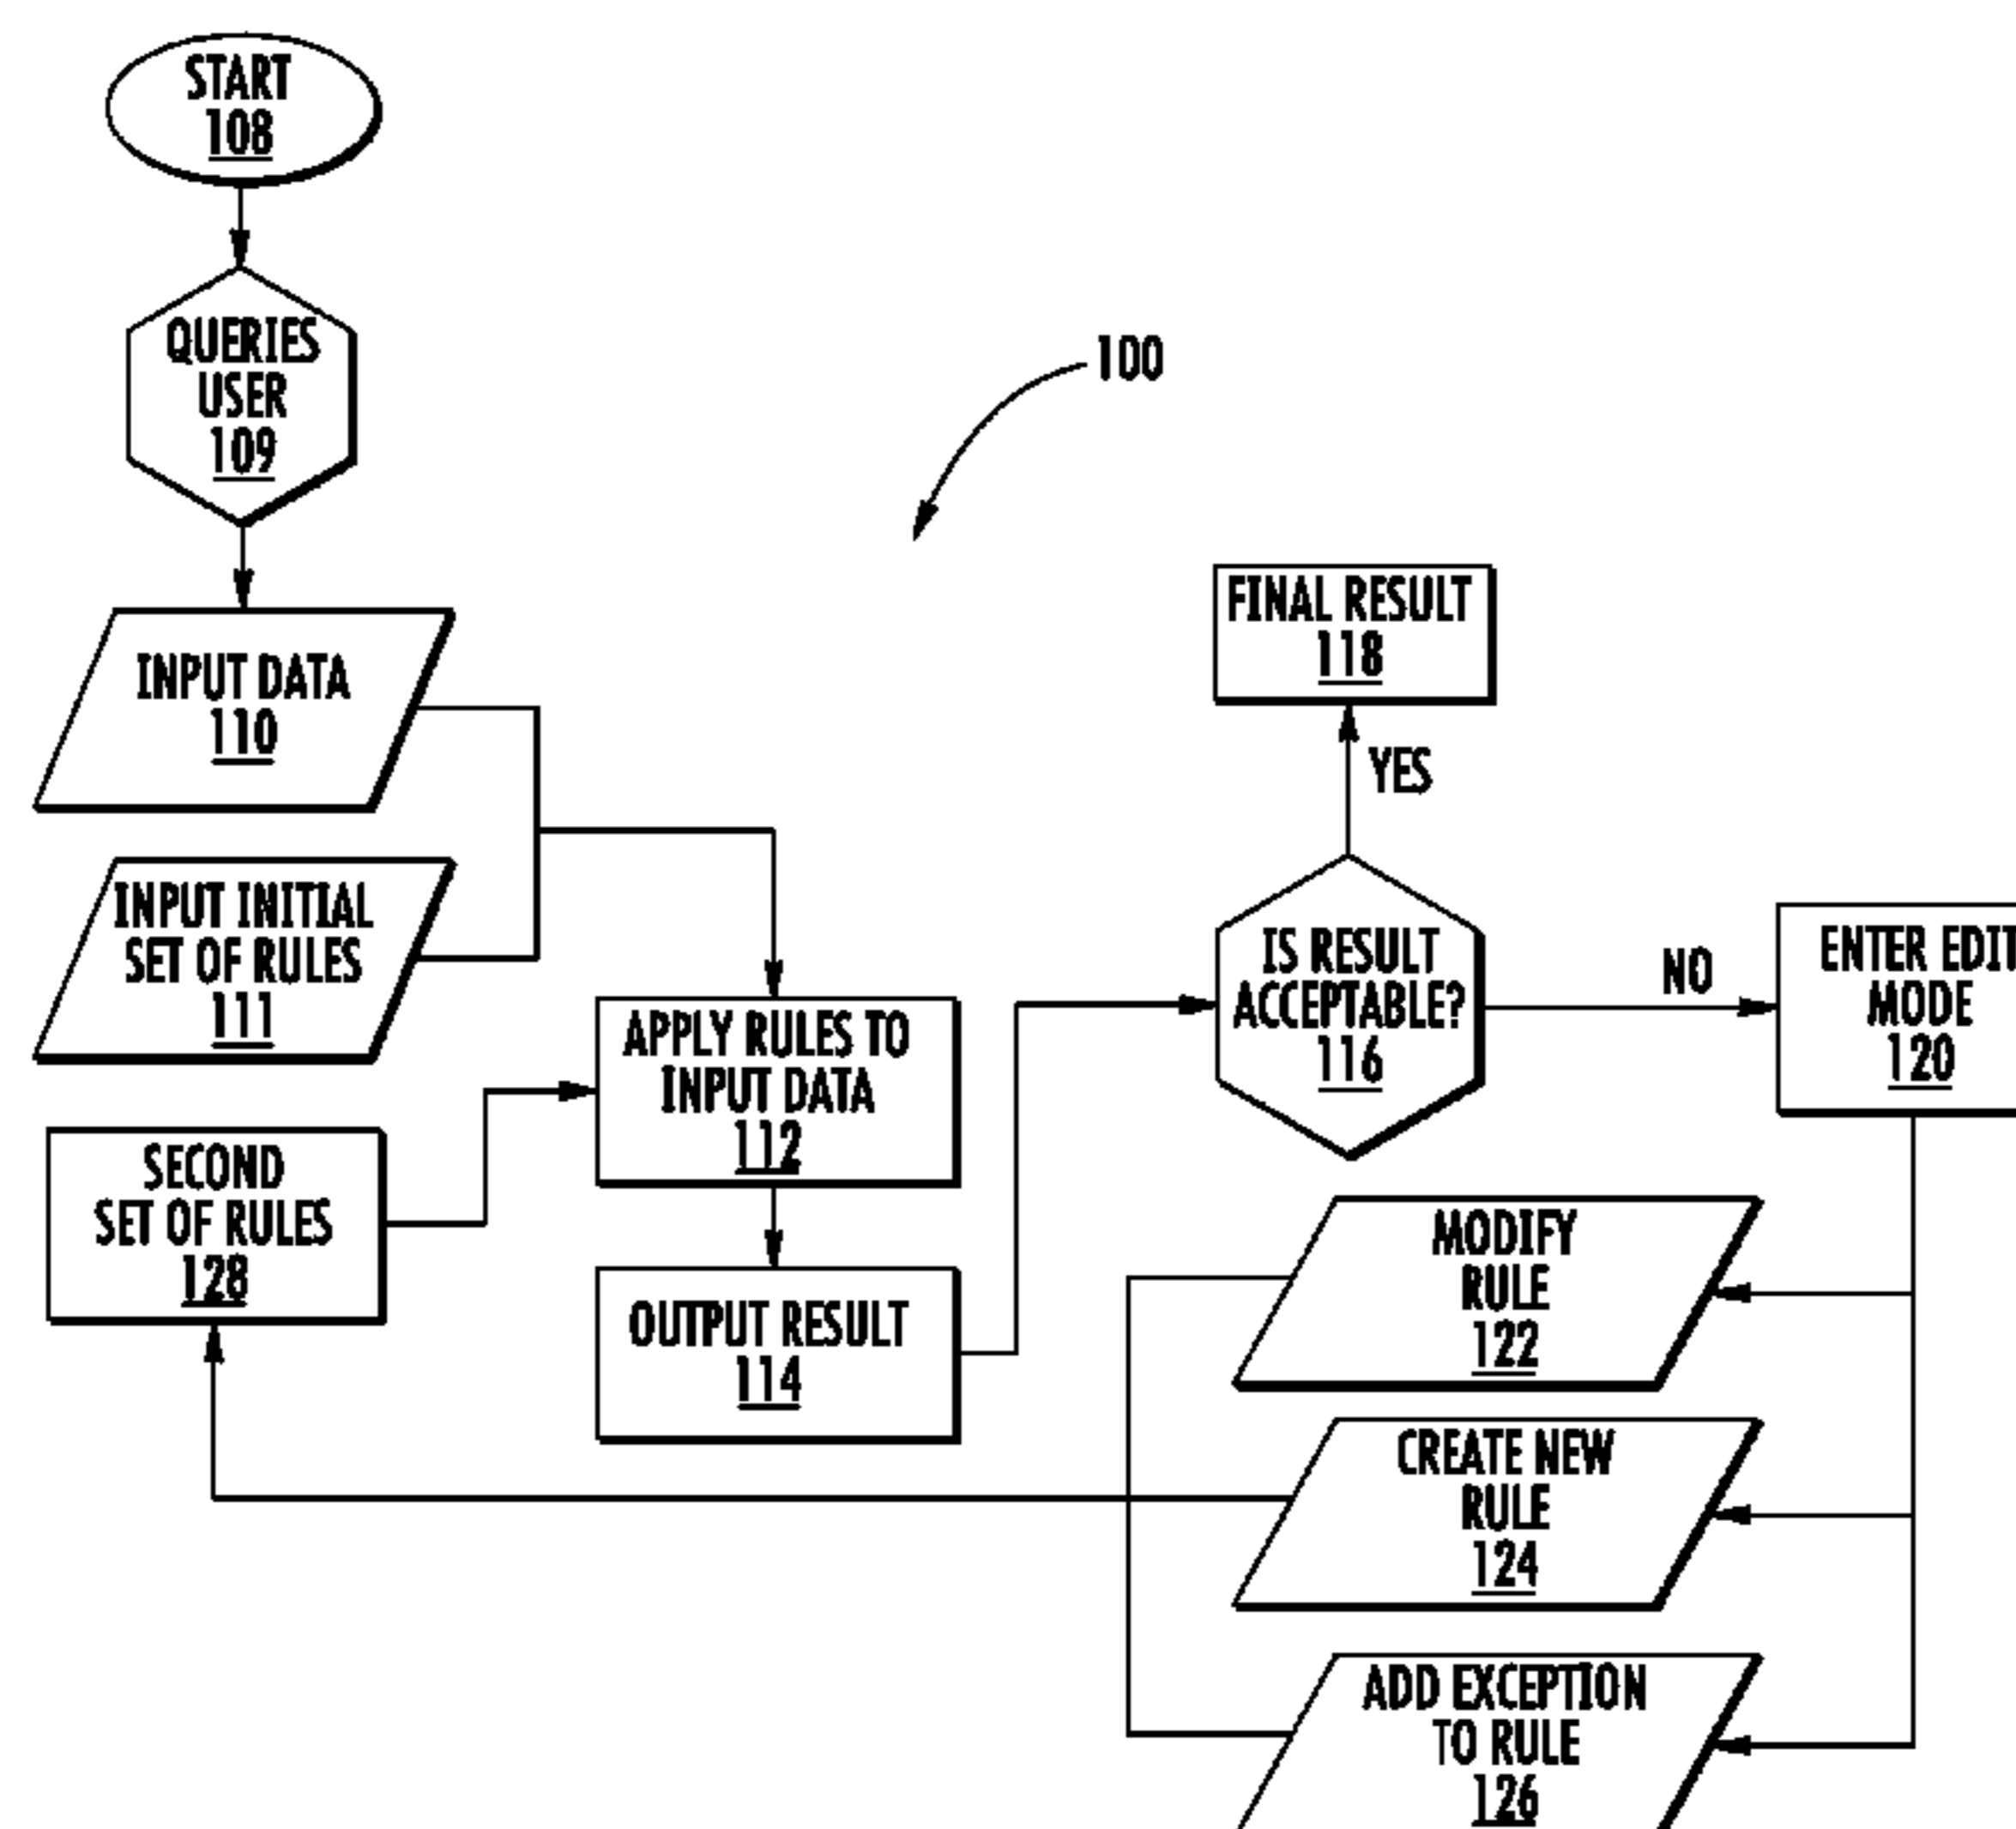 START
108
QUERIES
USER
109
100
INPUT DATA
110
INPUT INITIAL
SET OF RULES
111
SECOND
SET OF RULES
128
APPLY RULES TO
INPUT DATA
112
OUTPUT RESULT
114
FINAL RESULT
118
YES
IS RESULT
ACCEPTABLE?
116
NO
ENTER EDIT
MODE
120
MODIFY
RULE
122
CREATE NEW
RULE
124
ADD EXCEPTION
TO RULE
126